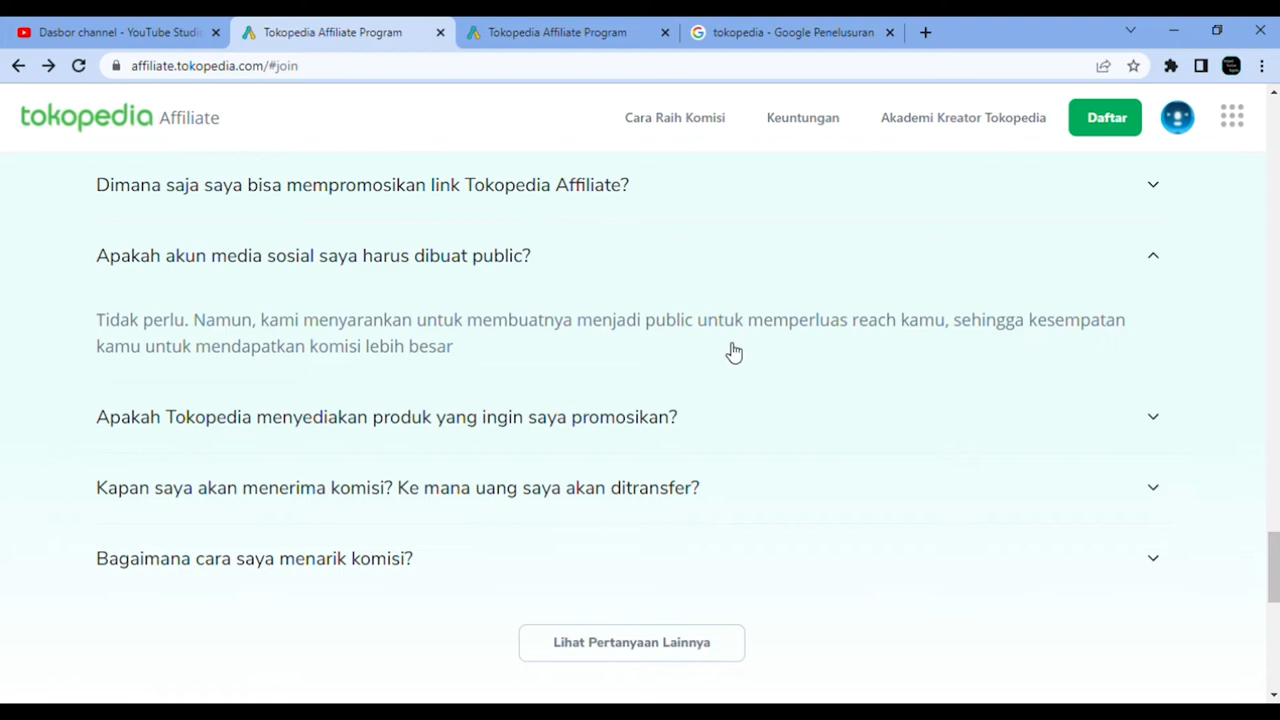 Dasbor channel - YouTube Studi
Tokopedia Affiliate Program
Tokopedia Affiliate Program
tokopedia - Google Penelusuran
affiliate.tokopedia.com/#join
tokopedia Affiliate
Cara Raih Komisi
Keuntungan
Akademi Kreator Tokopedia
Daftar
Dimana saja saya bisa mempromosikan link Tokopedia Affiliate?
Apakah akun media sosial saya harus dibuat public?
Tidak perlu. Namun, kami menyarankan untuk membuatnya menjadi public untuk memperluas reach kamu, sehingga kesempatan
kamu untuk mendapatkan komisi lebih besar
Apakah Tokopedia menyediakan produk yang ingin saya promosikan?
Kapan saya akan menerima komisi? Ke mana uang saya akan ditransfer?
Bagaimana cara saya menarik komisi?
Lihat Pertanyaan Lainnya